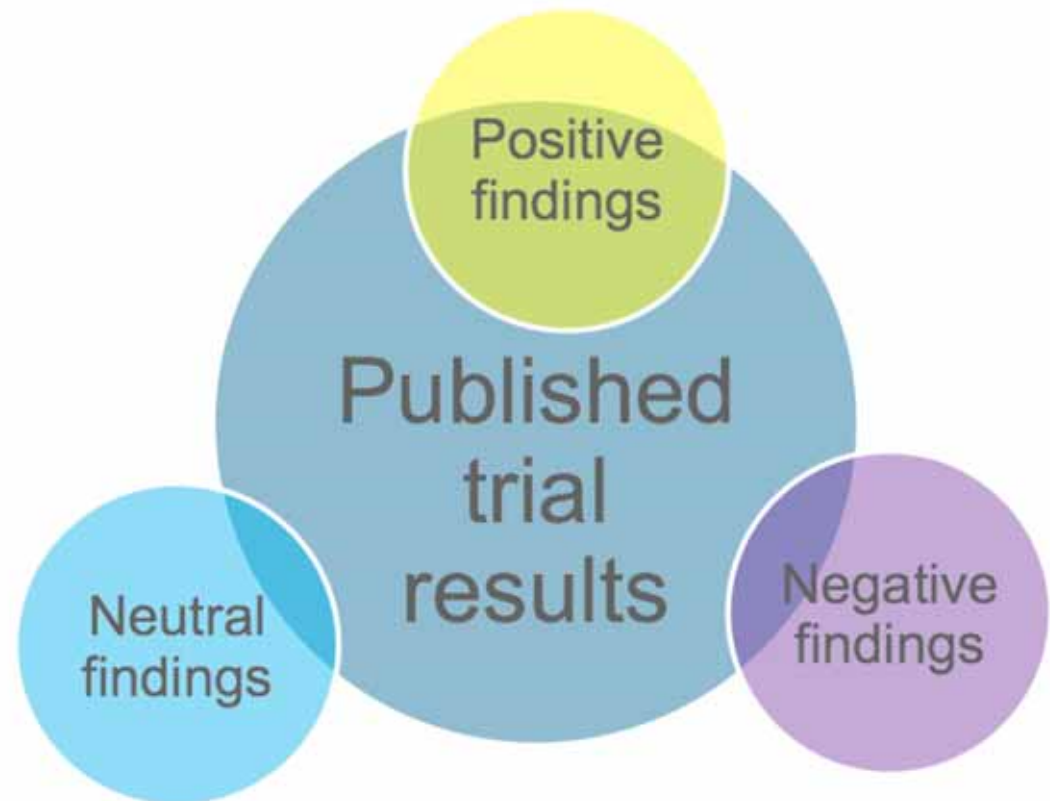 Positive
findings
Published
trial
results
Neutral
findings
Negative
findings